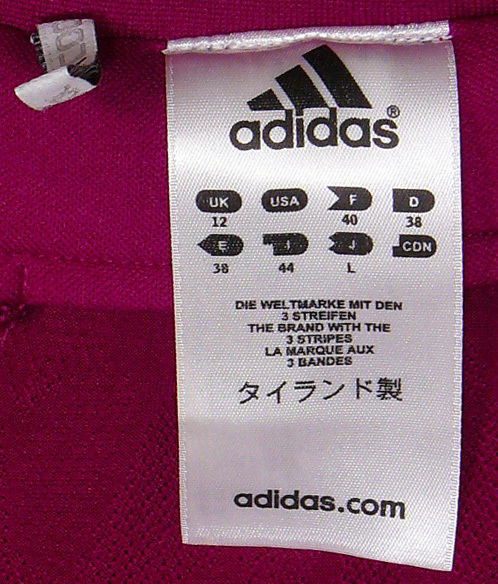 adidas®
UK USA F D
12 40 38
E I J CDN
38 44 L
DIE WELTMARKE MIT DEN
3 STREIFEN
THE BRAND WITH THE
3 STRIPES
LA MARQUE AUX
3 BANDES
タイランド製
adidas.com